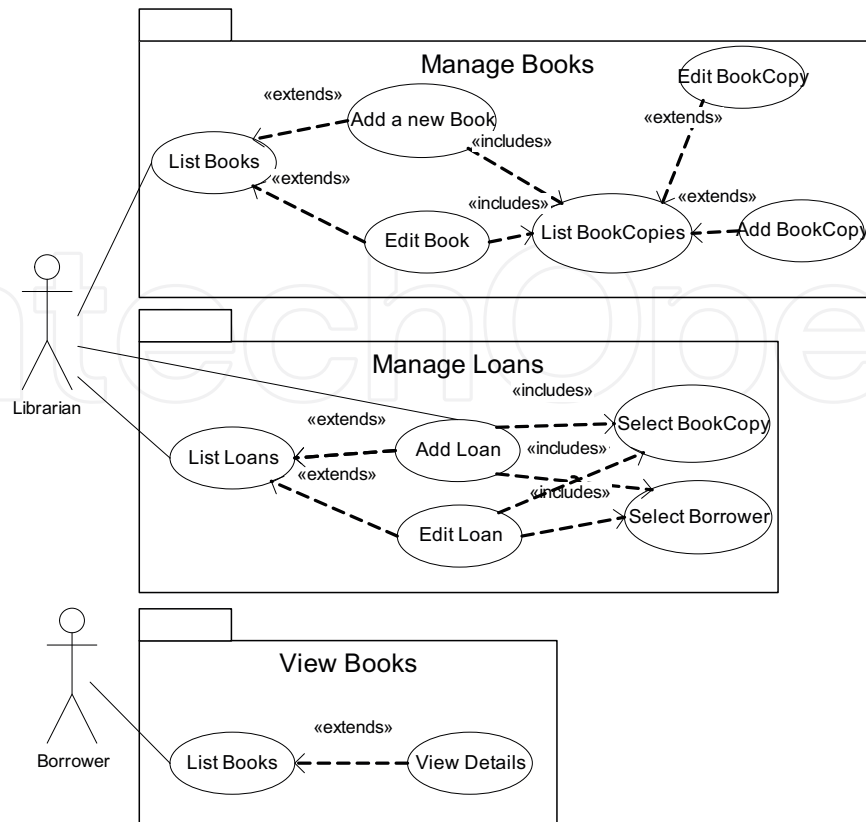 Manage Books
Edit BookCopy
«extends»
Add a new Book
«extends»
«includes»
List Books
«extends»
«includes»
«extends»
Edit Book
List BookCopies
Add BookCopy
Librarian
Manage Loans
«includes»
Select BookCopy
«extends»
Add Loan
«includes»
List Loans
«extends»
«includes»
Select Borrower
Edit Loan
View Books
«extends»
Borrower
List Books
View Details